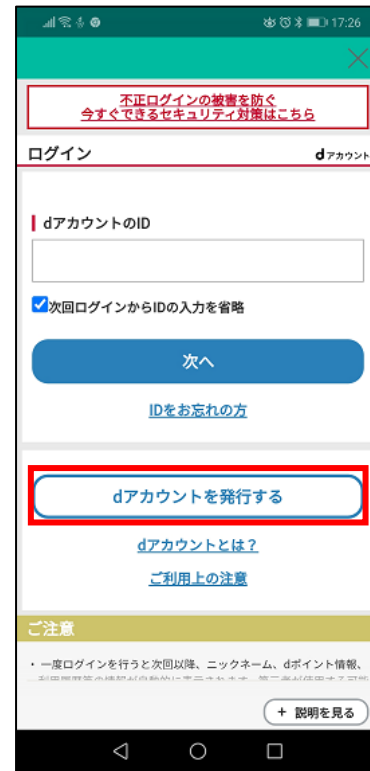 17:26
不正ログインの被害を防ぐ
今すぐできるセキュリティ対策はこちら
ログイン
dアカウント
dアカウントのID
次回ログインからIDの入力を省略
次へ
IDをお忘れの方
dアカウントを発行する
dアカウントとは？
ご利用上の注意
ご注意
・一度ログインを行うと次回以降、ニックネーム、dポイント情報、
+ 説明を見る